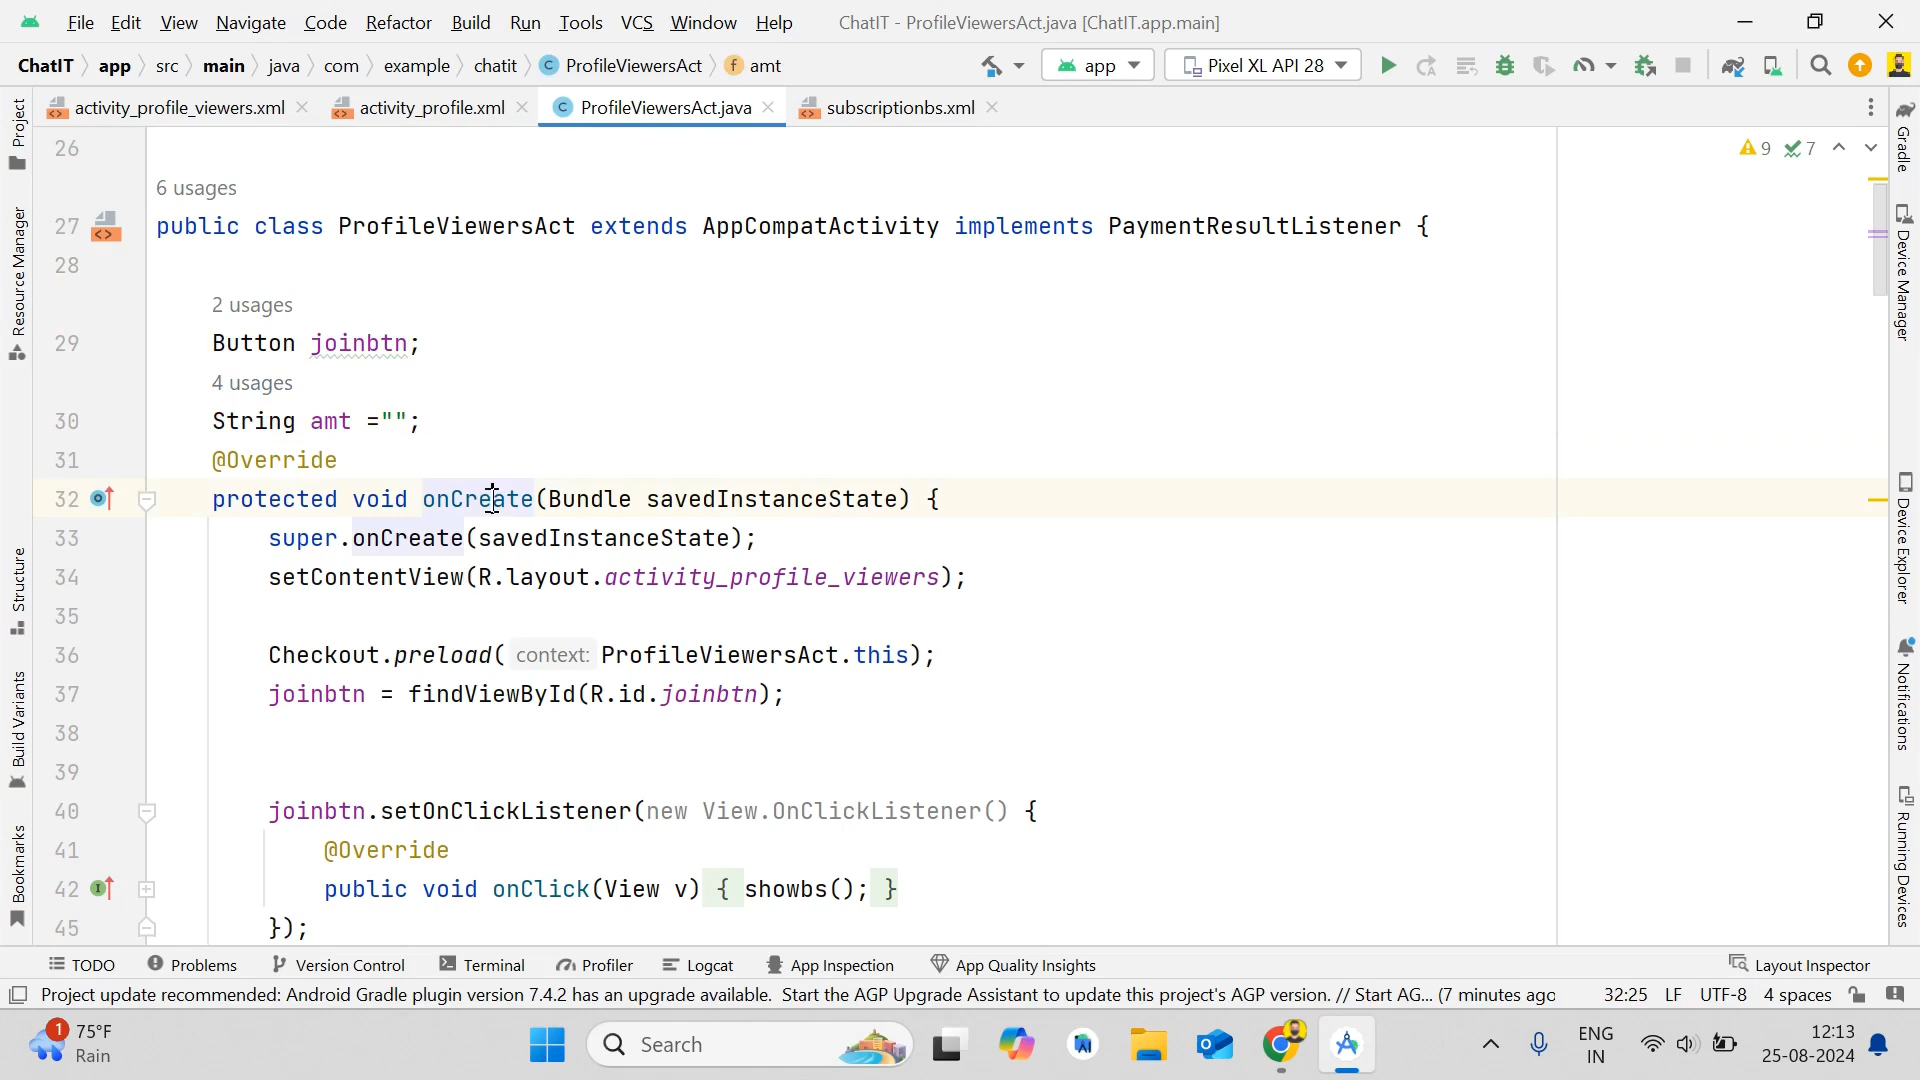 File Edit View Navigate Code Refactor Build Run Tools VCS Window Help ChatIT - ProfileViewersAct.java [ChatIT.app.main]
ChatIT app src main java com example chatit C ProfileViewersAct f amt app Pixel XL API 28
activity_profile_viewers.xml activity_profile.xml C ProfileViewersAct.java subscriptionbs.xml
26 9 7
6 usages
27 public class ProfileViewersAct extends AppCompatActivity implements PaymentResultListener {
28
2 usages
29 Button joinbtn;
4 usages
30 String amt ="";
31 @Override
32 protected void onCreate(Bundle savedInstanceState) {
33 super.onCreate(savedInstanceState);
34 setContentView(R.layout.activity_profile_viewers);
35
36 Checkout.preload( context: ProfileViewersAct.this);
37 joinbtn = findViewById(R.id.joinbtn);
38
39
40 joinbtn.setOnClickListener(new View.OnClickListener() {
41 @Override
42 public void onClick(View v) { showbs(); }
45 });
Project
Resource Manager
Structure
Build Variants
Bookmarks
Gradle
Device Manager
Device Explorer
Notifications
Running Devices
TODO Problems Version Control Terminal Profiler Logcat App Inspection App Quality Insights Layout Inspector
Project update recommended: Android Gradle plugin version 7.4.2 has an upgrade available. Start the AGP Upgrade Assistant to update this project's AGP version. // Start AG... (7 minutes ago 32:25 LF UTF-8 4 spaces
1 75°F
Rain
Search
ENG
IN
12:13
25-08-2024